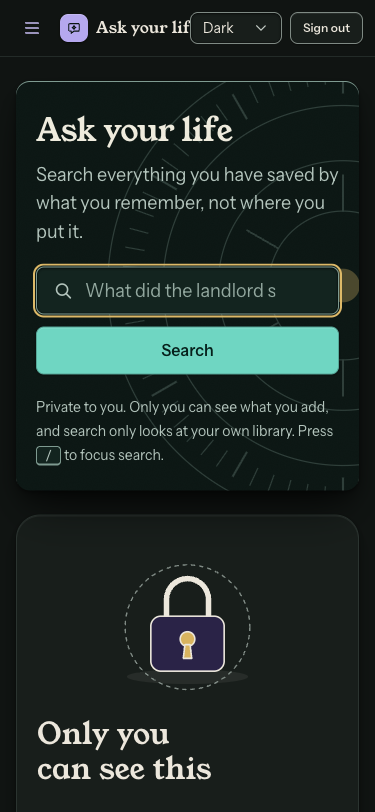 Ask your lif
Dark
Sign out
Ask your life
Search everything you have saved by
what you remember, not where you
put it.
What did the landlord s
Search
Private to you. Only you can see what you add,
and search only looks at your own library. Press
/ to focus search.
Only you
can see this